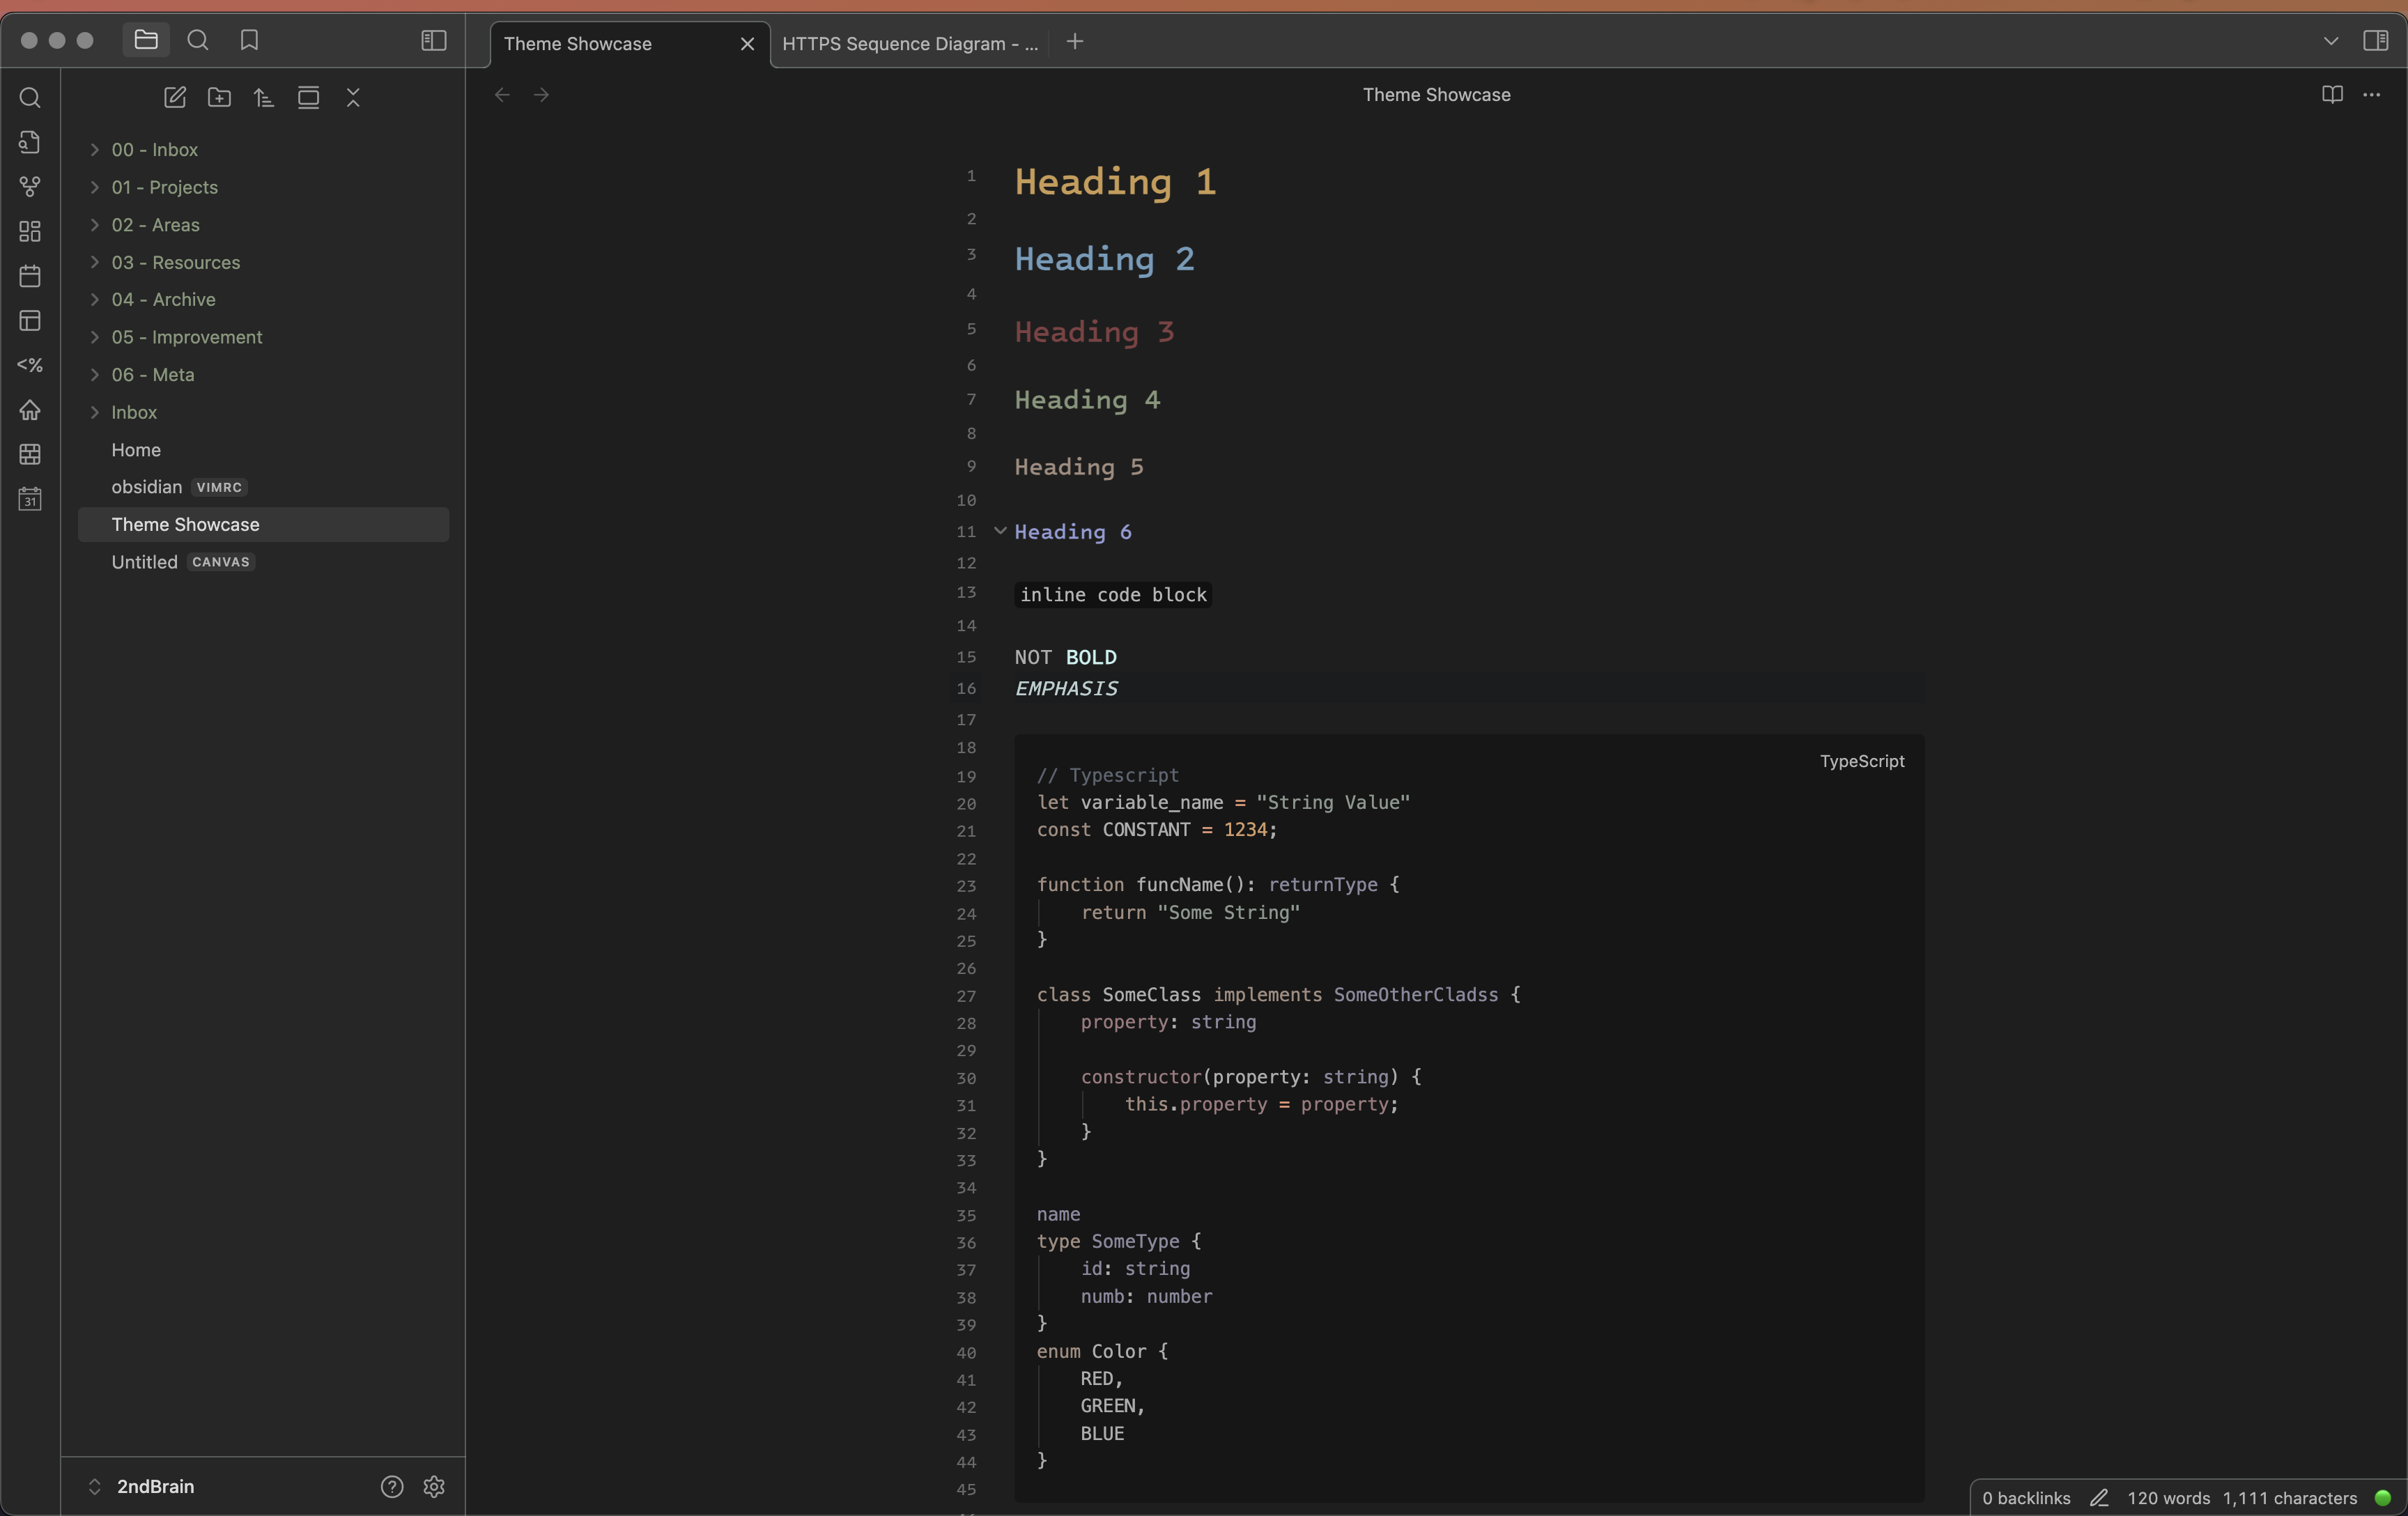 Theme Showcase
HTTPS Sequence Diagram - ...
Theme Showcase
00 - Inbox
01 - Projects
02 - Areas
03 - Resources
04 - Archive
05 - Improvement
06 - Meta
Inbox
Home
obsidian VIMRC
Theme Showcase
Untitled CANVAS
<%
31
2ndBrain
1 Heading 1
2
3 Heading 2
4
5 Heading 3
6
7 Heading 4
8
9 Heading 5
10
11 Heading 6
12
13 inline code block
14
15 NOT BOLD
16 EMPHASIS
17
18
TypeScript
19 // Typescript
20 let variable_name = "String Value"
21 const CONSTANT = 1234;
22
23 function funcName(): returnType {
24 return "Some String"
25 }
26
27 class SomeClass implements SomeOtherCladss {
28 property: string
29
30 constructor(property: string) {
31 this.property = property;
32 }
33 }
34
35 name
36 type SomeType {
37 id: string
38 numb: number
39 }
40 enum Color {
41 RED,
42 GREEN,
43 BLUE
44 }
45
0 backlinks 120 words 1,111 characters